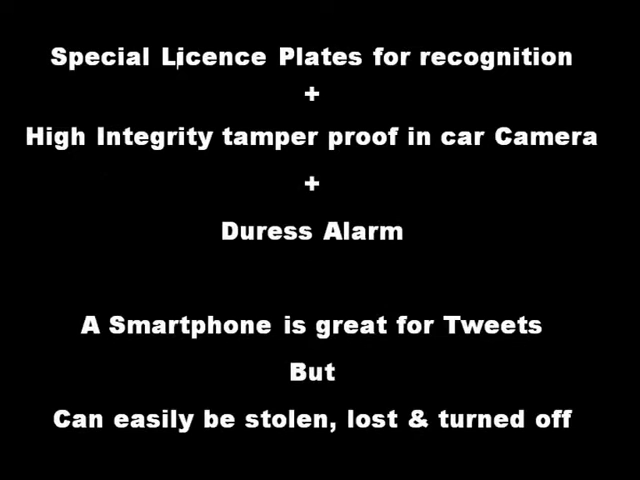 Special Licence Plates for recognition
+
High Integrity tamper proof in car Camera
+
Duress Alarm
A Smartphone is great for Tweets
But
Can easily be stolen, lost & turned off